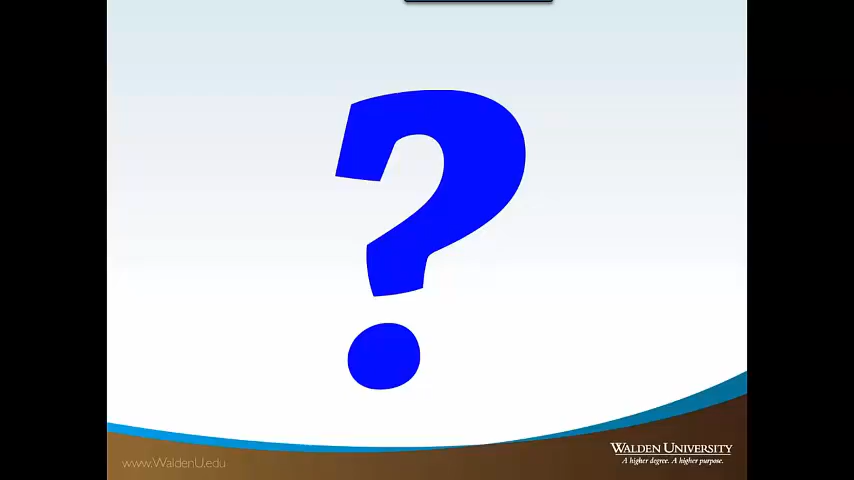 ?
www.WaldenU.edu
WALDEN UNIVERSITY
A higher degree. A higher purpose.